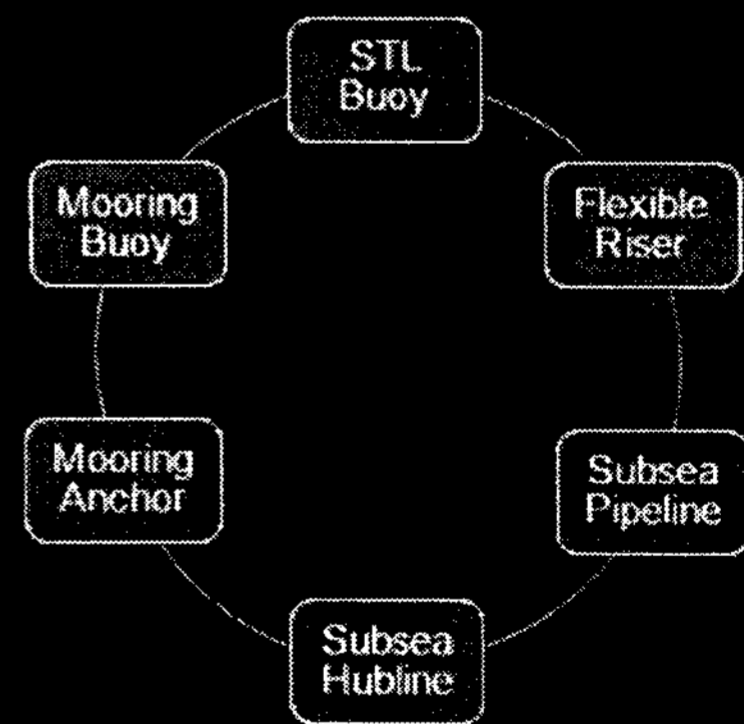 STL
Buoy
Flexible
Riser
Subsea
Pipeline
Subsea
Hubline
Mooring
Anchor
Mooring
Buoy